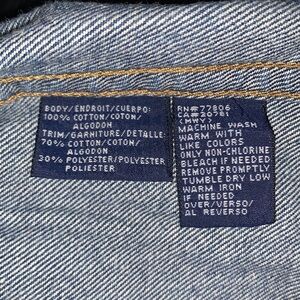 BODY/ENDROIT/CUERPO:
100% COTTON/COTON/
ALGODON
TRIM/GARNITURE/DETALLE:
70% COTTON/COTON/
ALGODON
30% POLYESTER/POLYESTER
POLIESTER
RN#77806
CA#20781
(MWY)
MACHINE WASH
WARM WITH
LIKE COLORS
ONLY NON-CHLORINE
BLEACH IF NEEDED
REMOVE PROMPTLY
TUMBLE DRY LOW
WARM IRON
IF NEEDED
OVER/VERSO/
AL REVERSO